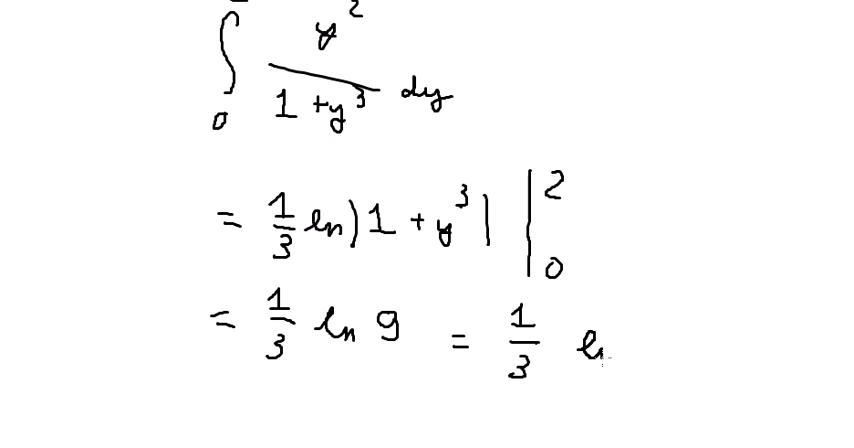 ∫₀ y² / (1 + y³) dy
= 1/3 ln|1 + y³| |₀²
= 1/3 ln 9 = 1/3 l